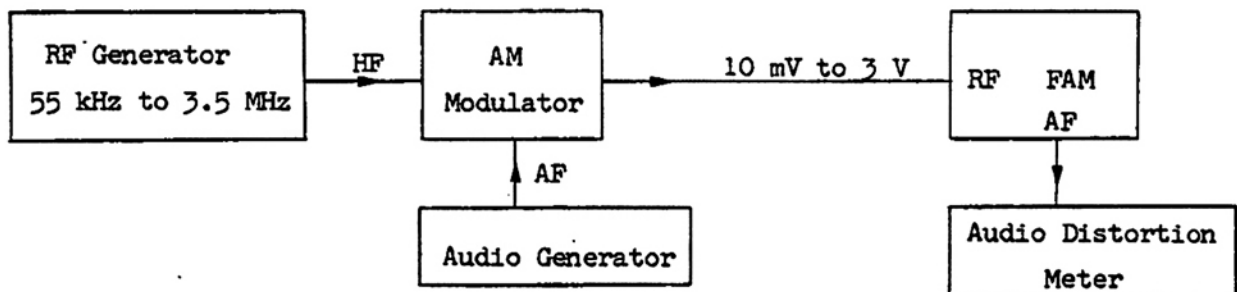 RF Generator
55 kHz to 3.5 MHz
HF
AM
Modulator
10 mV to 3 V
RF FAM
AF
AF
Audio Generator
Audio Distortion
Meter